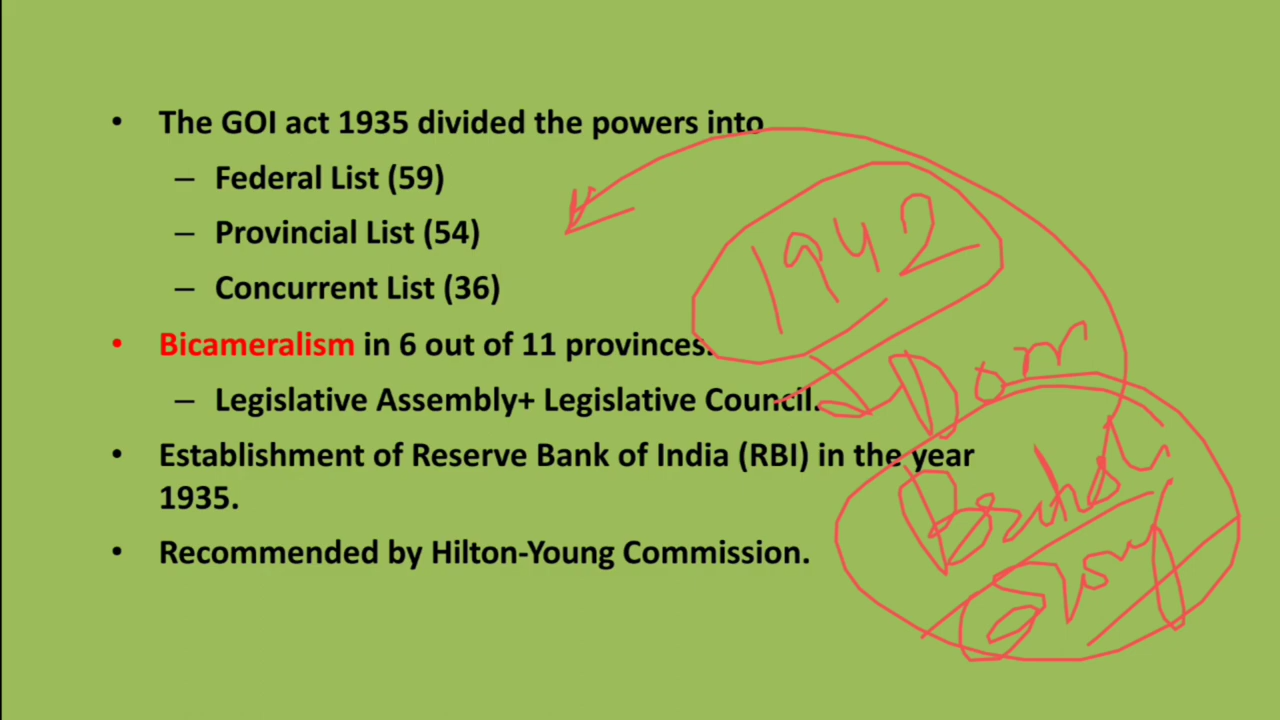 • The GOI act 1935 divided the powers into
– Federal List (59)
– Provincial List (54)
– Concurrent List (36)
• Bicameralism in 6 out of 11 provinces.
– Legislative Assembly+ Legislative Council.
• Establishment of Reserve Bank of India (RBI) in the year
1935.
• Recommended by Hilton-Young Commission.
1942